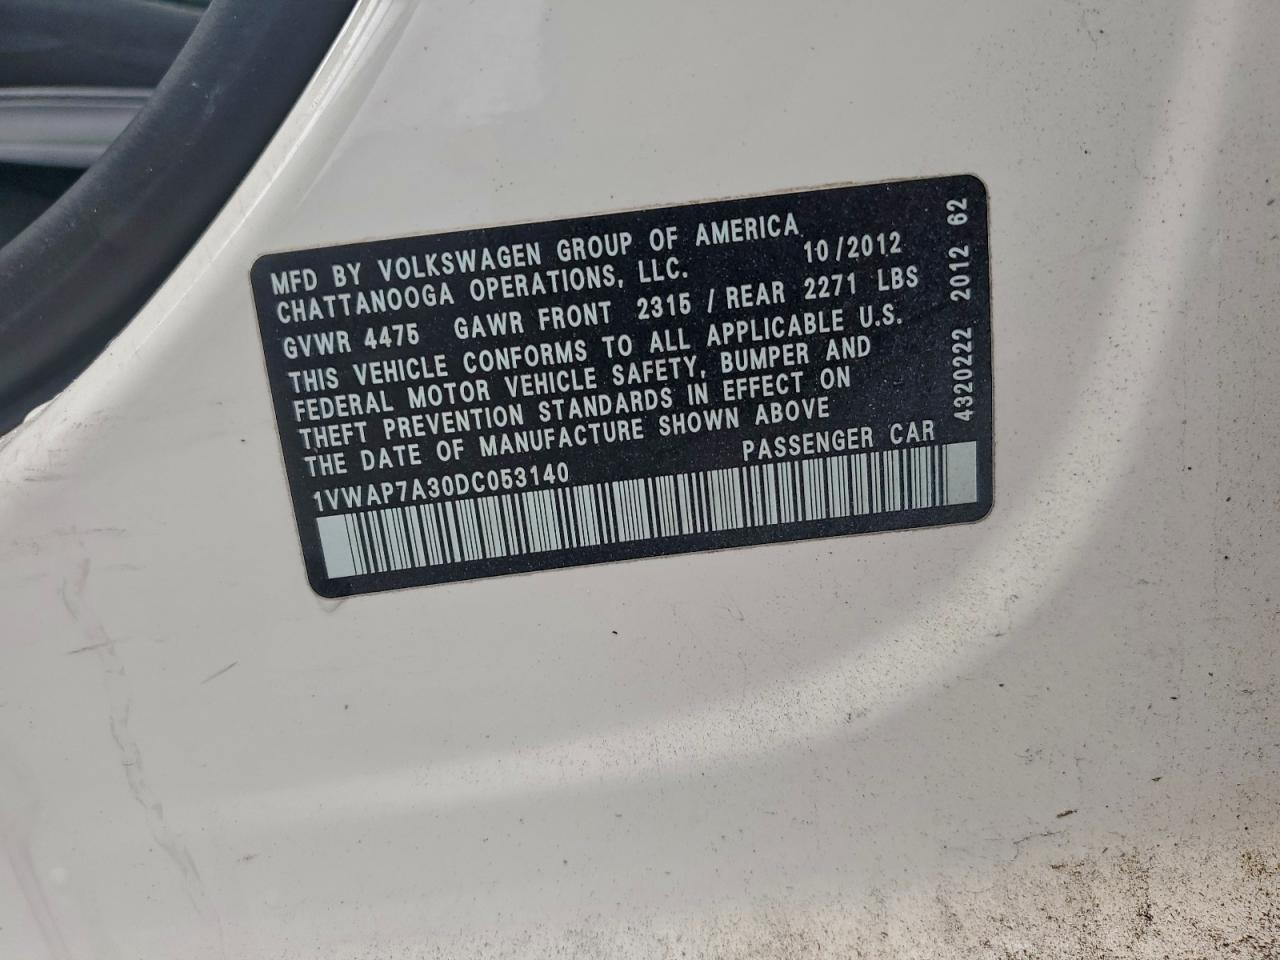 MFD BY VOLKSWAGEN GROUP OF AMERICA
CHATTANOOGA OPERATIONS, LLC. 10/2012
GVWR 4475 GAWR FRONT 2315 / REAR 2271 LBS
THIS VEHICLE CONFORMS TO ALL APPLICABLE U.S.
FEDERAL MOTOR VEHICLE SAFETY, BUMPER AND
THEFT PREVENTION STANDARDS IN EFFECT ON
THE DATE OF MANUFACTURE SHOWN ABOVE
1VWAP7A30DC053140 PASSENGER CAR
4320222 2012 62